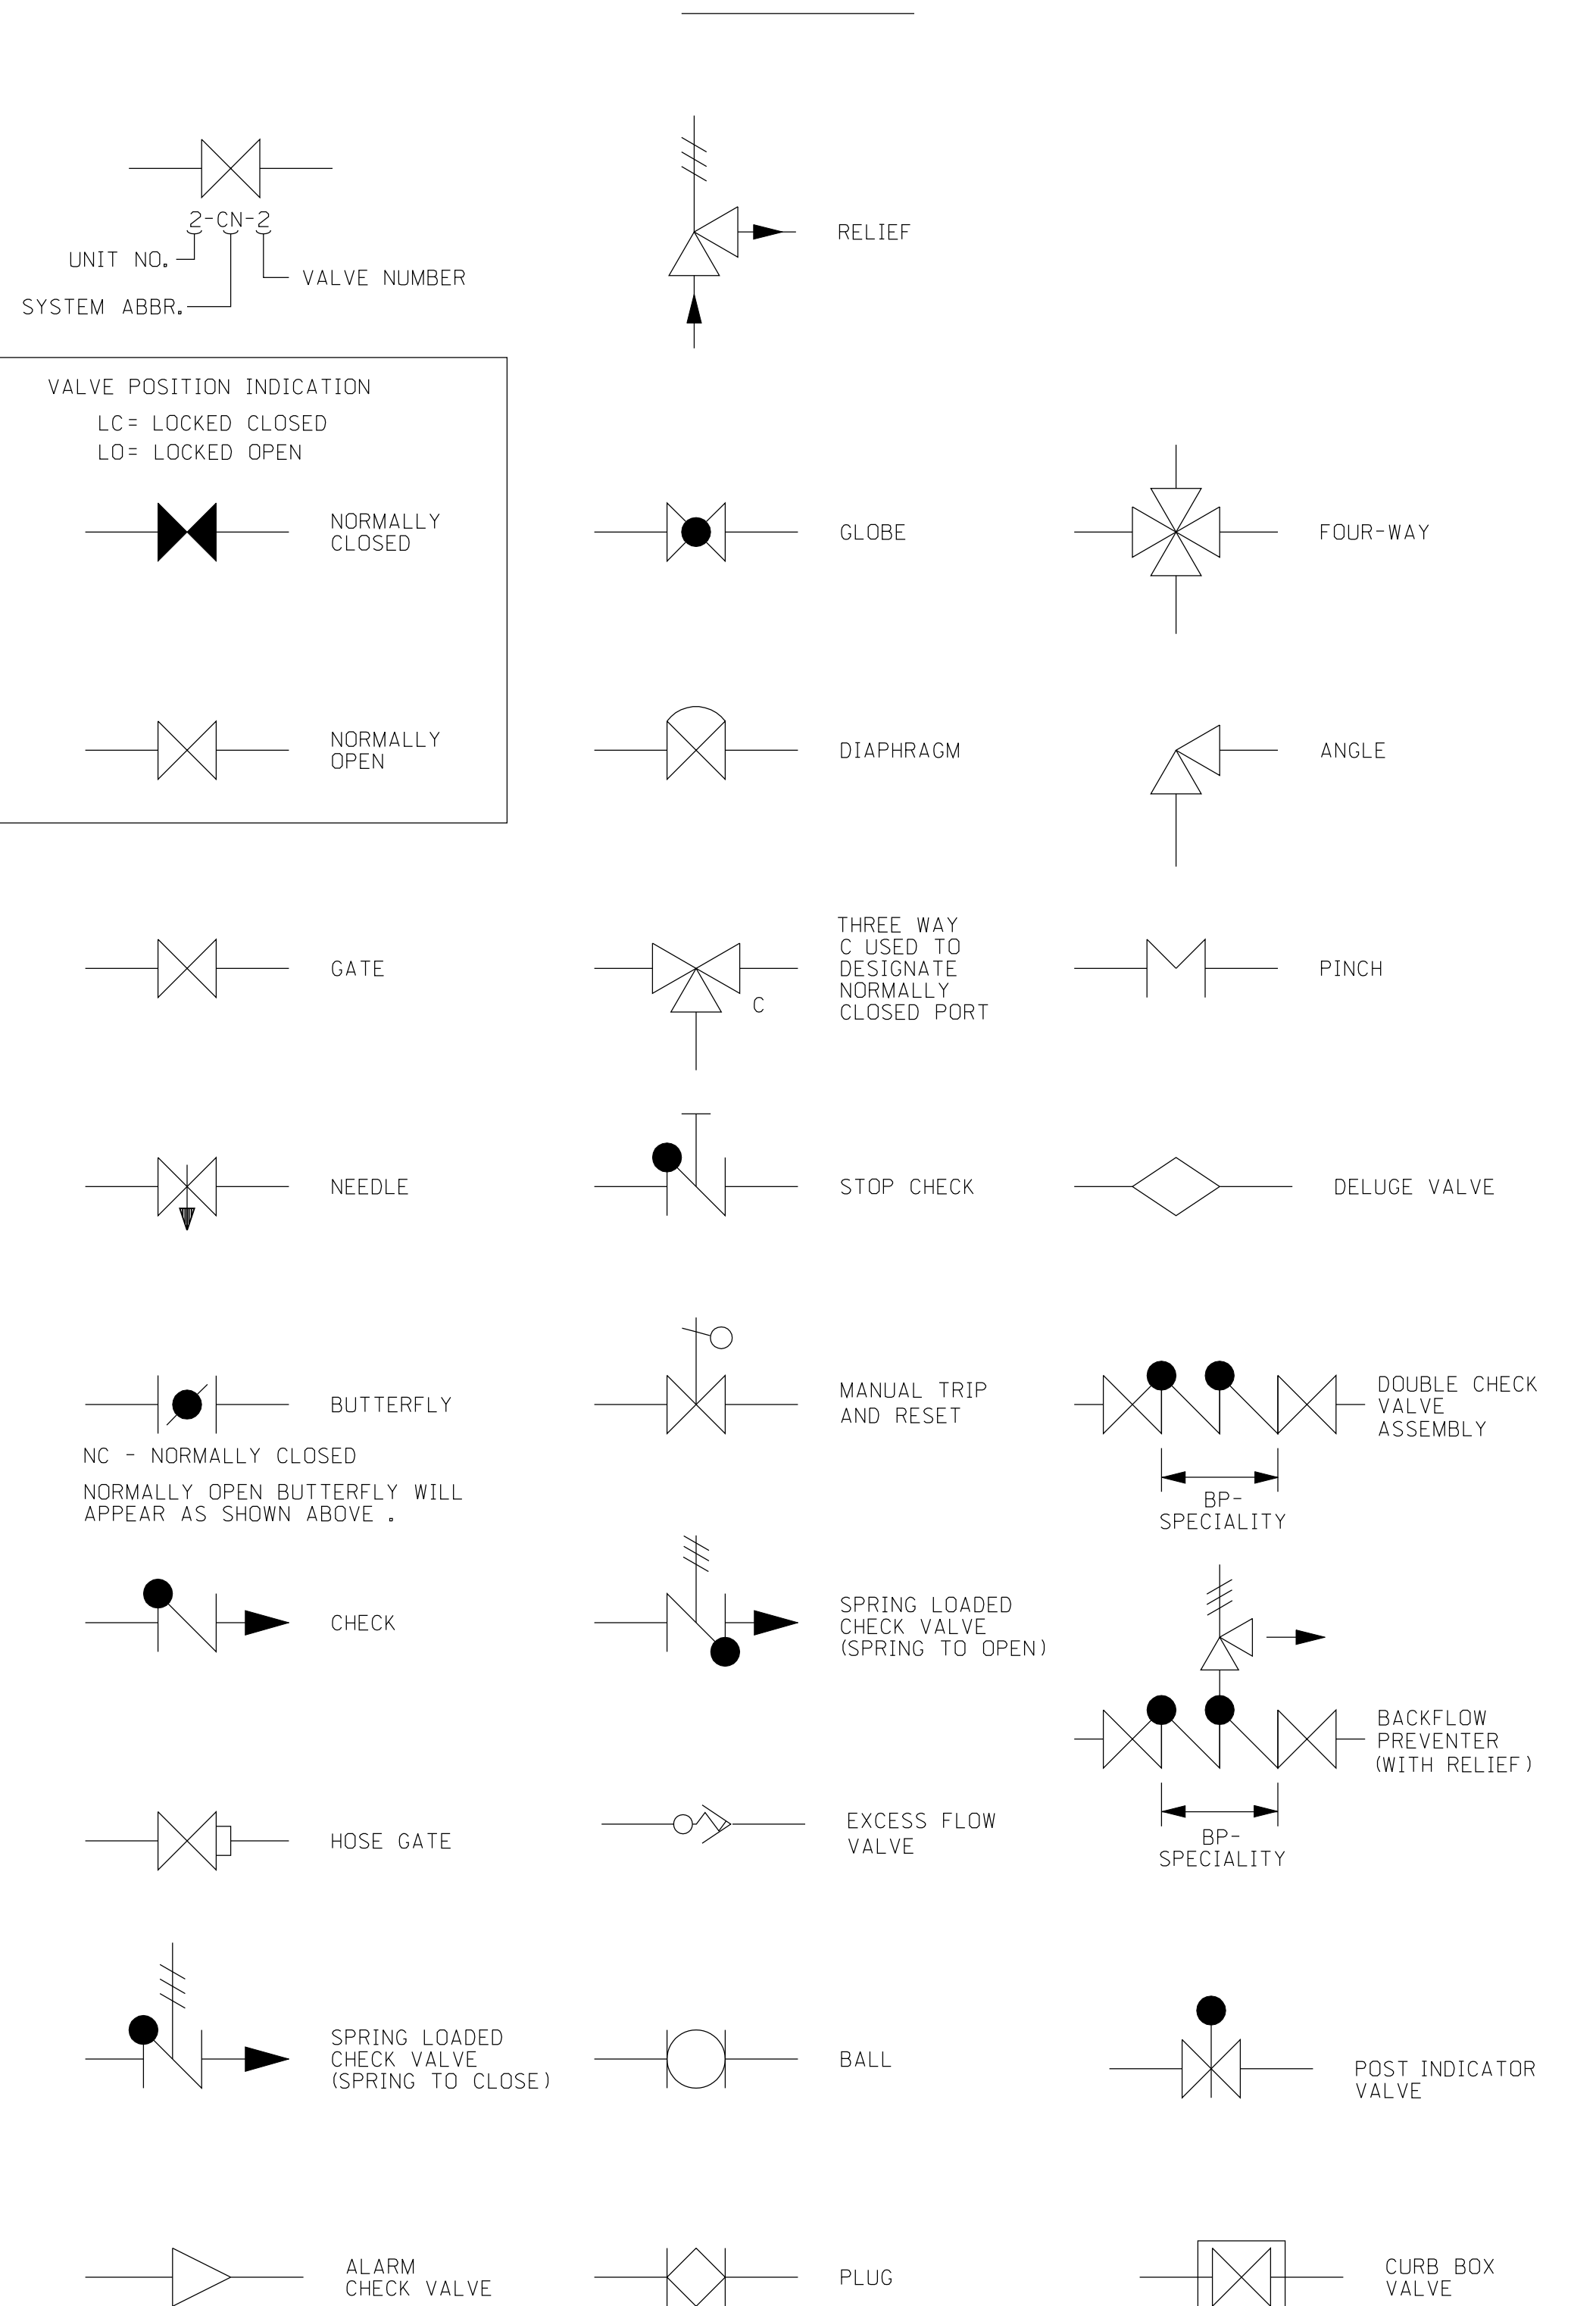 2-CN-2
UNIT NO.
VALVE NUMBER
SYSTEM ABBR.
RELIEF
VALVE POSITION INDICATION
LC= LOCKED CLOSED
LO= LOCKED OPEN
NORMALLY
CLOSED
GLOBE
FOUR-WAY
NORMALLY
OPEN
DIAPHRAGM
ANGLE
GATE
THREE WAY
C USED TO
DESIGNATE
NORMALLY
CLOSED PORT
C
PINCH
NEEDLE
STOP CHECK
DELUGE VALVE
BUTTERFLY
NC - NORMALLY CLOSED
NORMALLY OPEN BUTTERFLY WILL
APPEAR AS SHOWN ABOVE .
MANUAL TRIP
AND RESET
DOUBLE CHECK
VALVE
ASSEMBLY
BP-
SPECIALITY
CHECK
SPRING LOADED
CHECK VALVE
(SPRING TO OPEN)
BACKFLOW
PREVENTER
(WITH RELIEF)
BP-
SPECIALITY
HOSE GATE
EXCESS FLOW
VALVE
SPRING LOADED
CHECK VALVE
(SPRING TO CLOSE)
BALL
POST INDICATOR
VALVE
ALARM
CHECK VALVE
PLUG
CURB BOX
VALVE